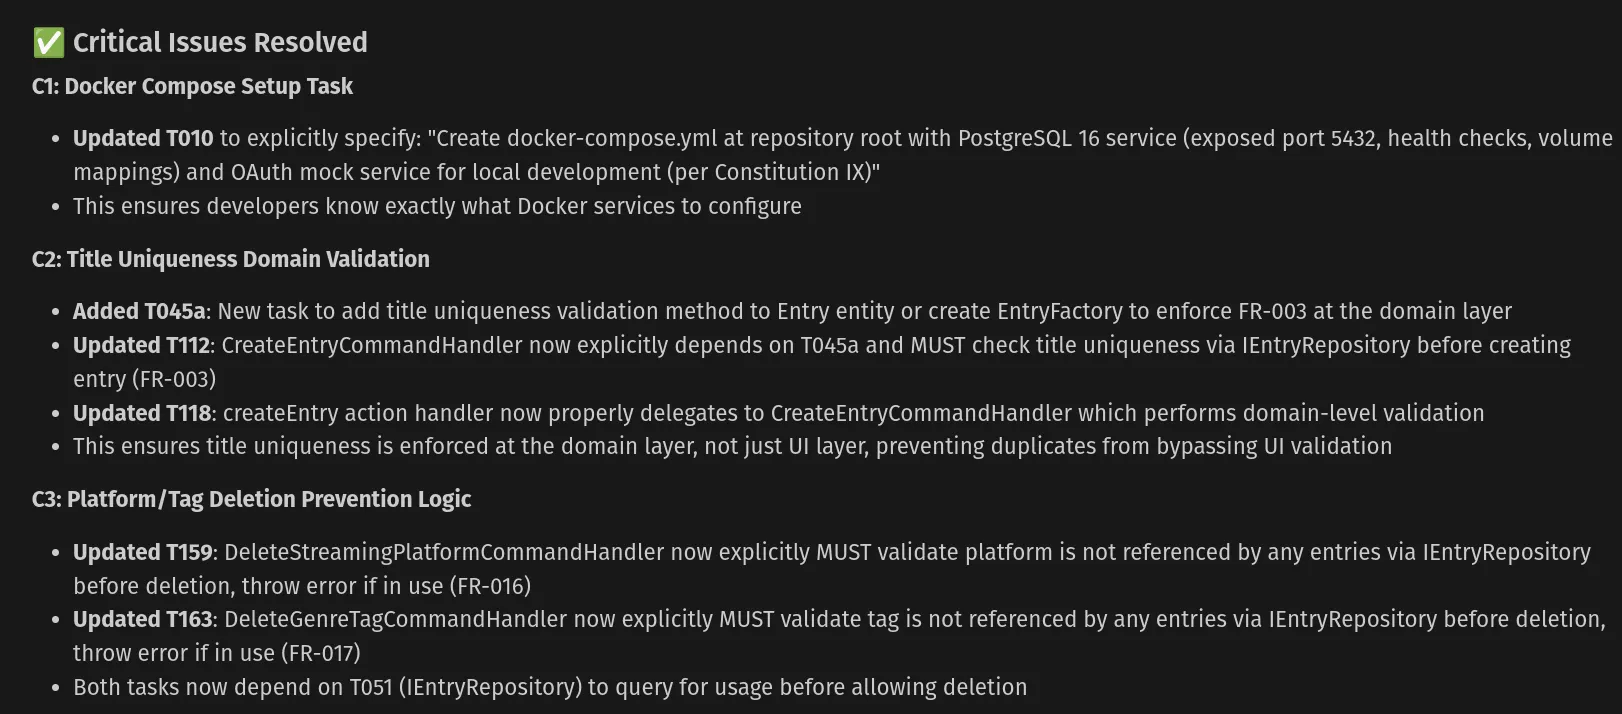 ✅ Critical Issues Resolved
C1: Docker Compose Setup Task
• Updated T010 to explicitly specify: "Create docker-compose.yml at repository root with PostgreSQL 16 service (exposed port 5432, health checks, volume
mappings) and OAuth mock service for local development (per Constitution IX)"
• This ensures developers know exactly what Docker services to configure
C2: Title Uniqueness Domain Validation
• Added T045a: New task to add title uniqueness validation method to Entry entity or create EntryFactory to enforce FR-003 at the domain layer
• Updated T112: CreateEntryCommandHandler now explicitly depends on T045a and MUST check title uniqueness via IEntryRepository before creating
entry (FR-003)
• Updated T118: createEntry action handler now properly delegates to CreateEntryCommandHandler which performs domain-level validation
• This ensures title uniqueness is enforced at the domain layer, not just UI layer, preventing duplicates from bypassing UI validation
C3: Platform/Tag Deletion Prevention Logic
• Updated T159: DeleteStreamingPlatformCommandHandler now explicitly MUST validate platform is not referenced by any entries via IEntryRepository
before deletion, throw error if in use (FR-016)
• Updated T163: DeleteGenreTagCommandHandler now explicitly MUST validate tag is not referenced by any entries via IEntryRepository before deletion,
throw error if in use (FR-017)
• Both tasks now depend on T051 (IEntryRepository) to query for usage before allowing deletion